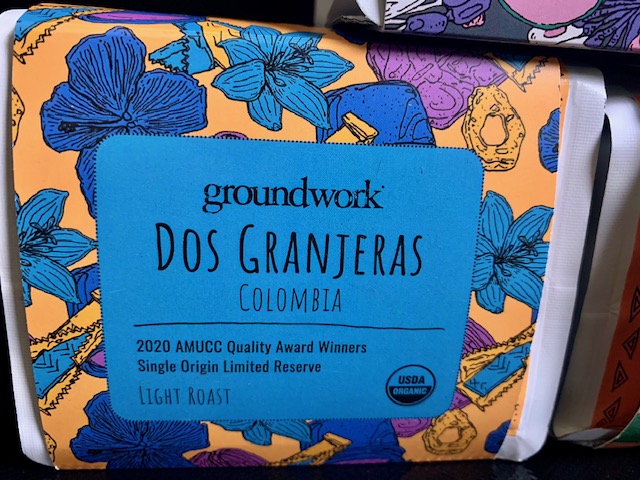 groundwork
DOS GRANJERAS
COLOMBIA
2020 AMUCC Quality Award Winners
Single Origin Limited Reserve
LIGHT ROAST
USDA
ORGANIC